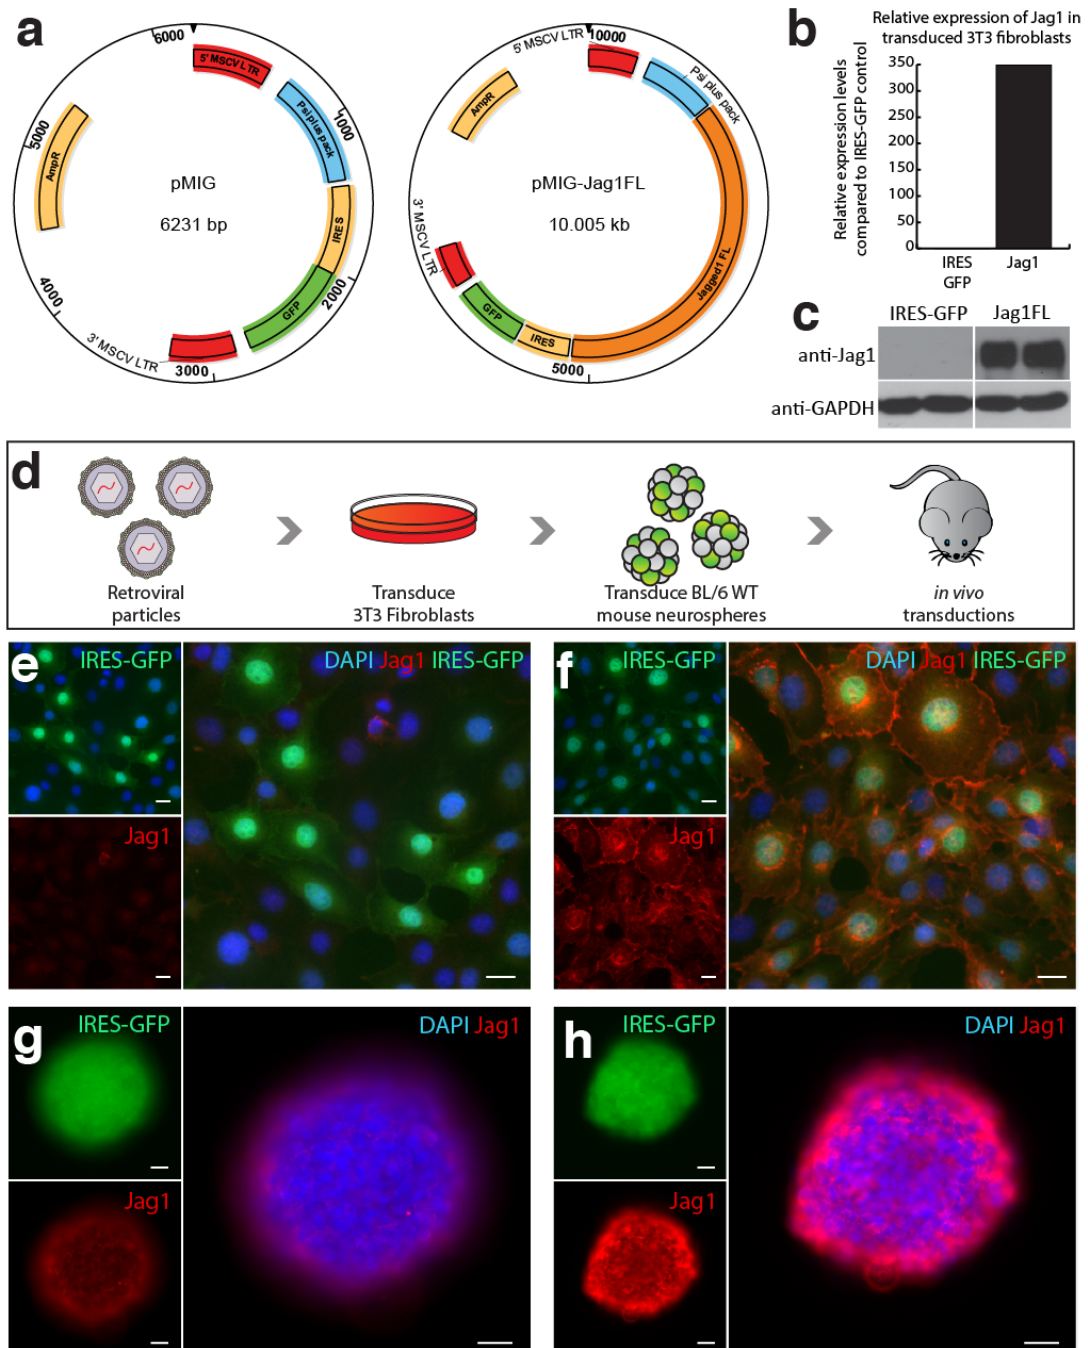 a
6000
5' MSCV LTR
Psi plus pack
1000
IRES
2000
GFP
3' MSCV LTR
3000
4000
5000
AmpR
pMIG
6231 bp
5' MSCV LTR
10000
Psi plus pack
AmpR
Jagged1 FL
pMIG-Jag1FL
10.005 kb
3' MSCV LTR
GFP
IRES
5000
b
Relative expression of Jag1 in
transduced 3T3 fibroblasts
Relative expression levels
compared to IRES-GFP control
350
300
250
200
150
100
50
0
IRES
GFP
Jag1
c
IRES-GFP
Jag1FL
anti-Jag1
anti-GAPDH
d
Retroviral
particles
Transduce
3T3 Fibroblasts
Transduce BL/6 WT
mouse neurospheres
in vivo
transductions
e
IRES-GFP
DAPI Jag1 IRES-GFP
Jag1
f
IRES-GFP
DAPI Jag1 IRES-GFP
Jag1
g
IRES-GFP
DAPI Jag1
Jag1
h
IRES-GFP
DAPI Jag1
Jag1